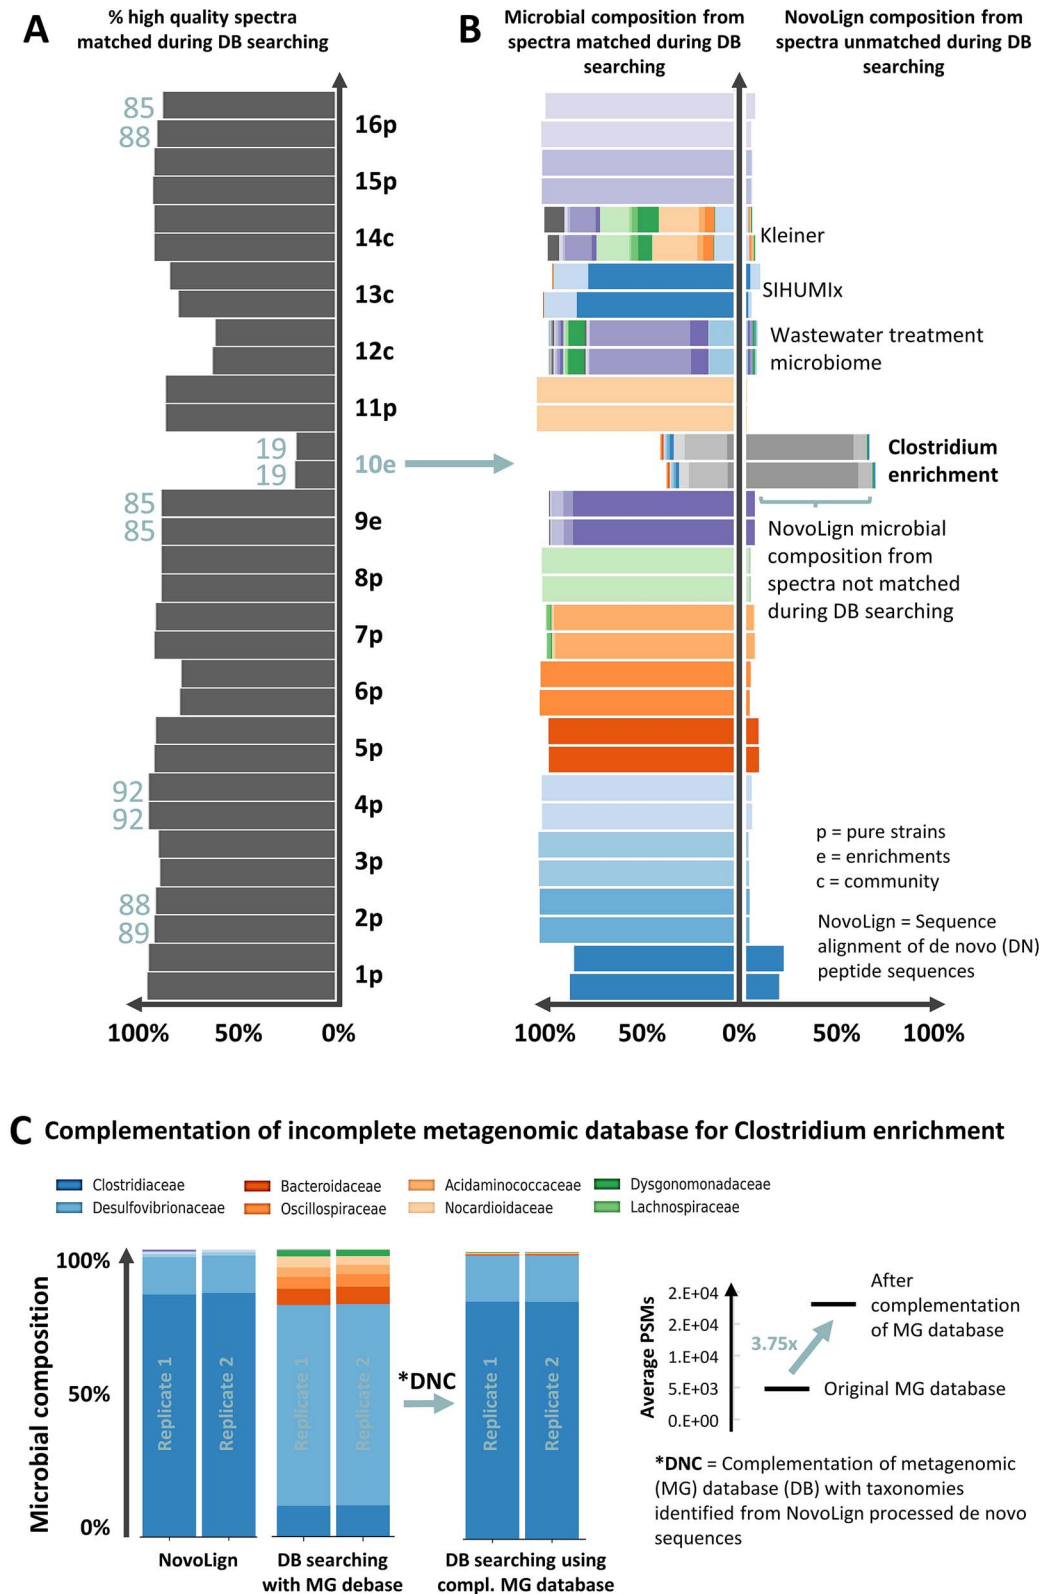 A
% high quality spectra
matched during DB searching
85
88
16p
15p
14c
13c
12c
11p
19
19
10e
85
85
9e
8p
7p
6p
5p
92
92
4p
3p
88
89
2p
1p
100%
50%
0%
B
Microbial composition from
spectra matched during DB
searching
NovoLign composition from
spectra unmatched during DB
searching
Kleiner
SIHUMIx
Wastewater treatment
microbiome
Clostridium
enrichment
NovoLign microbial
composition from
spectra not matched
during DB searching
p = pure strains
e = enrichments
c = community
NovoLign = Sequence
alignment of de novo (DN)
peptide sequences
100%
50%
0%
50%
100%
C Complementation of incomplete metagenomic database for Clostridium enrichment
Clostridiaceae
Bacteroidaceae
Acidaminococcaceae
Dysgonomonadaceae
Desulfovibrionaceae
Oscillospiraceae
Nocardioidaceae
Lachnospiraceae
Microbial composition
100%
50%
0%
Replicate 1
Replicate 2
NovoLign
Replicate 1
Replicate 2
DB searching
with MG debase
*DNC
Replicate 1
Replicate 2
DB searching using
compl. MG database
Average PSMs
2.E+04
2.E+04
1.E+04
5.E+03
0.E+00
3.75x
After
complementation
of MG database
Original MG database
*DNC = Complementation of metagenomic
(MG) database (DB) with taxonomies
identified from NovoLign processed de novo
sequences